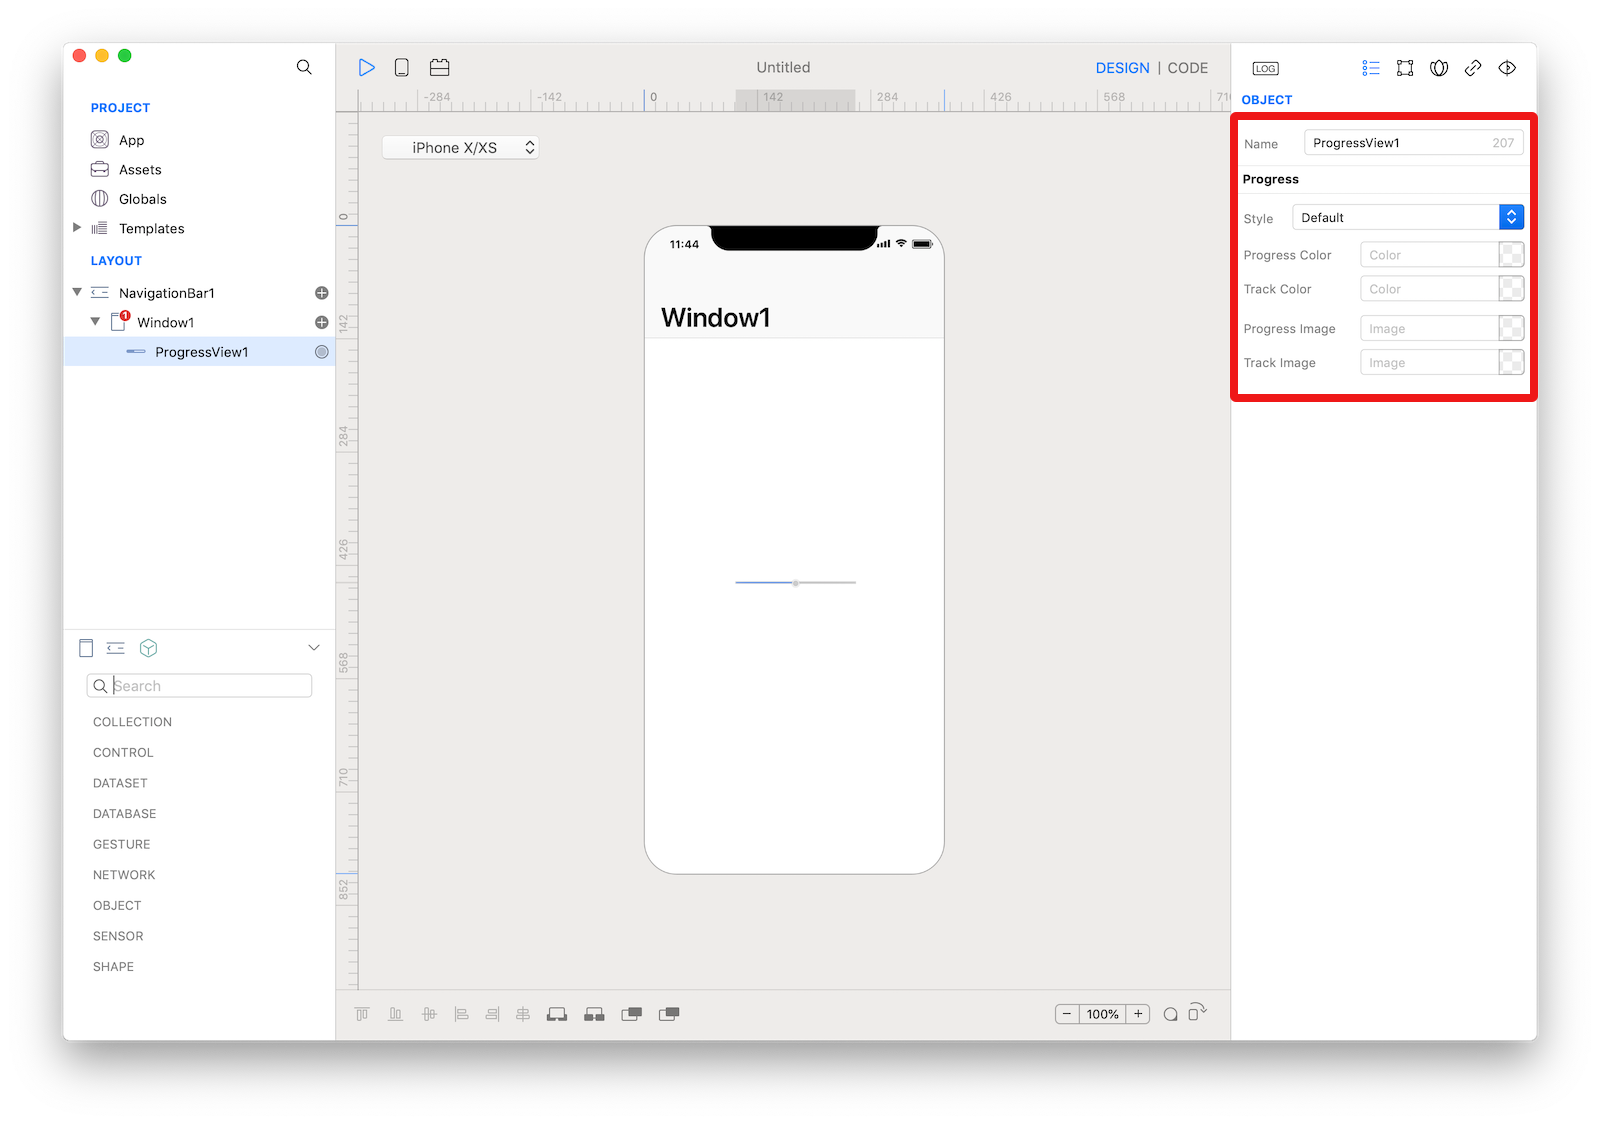 Untitled
DESIGN | CODE
LOG
PROJECT
App
Assets
Globals
Templates
LAYOUT
NavigationBar1
1
Window1
ProgressView1
Search
COLLECTION
CONTROL
DATASET
DATABASE
GESTURE
NETWORK
OBJECT
SENSOR
SHAPE
-284 -142 0 142 284 426 568 710
0
142
284
426
568
710
852
iPhone X/XS
11:44
Window1
100%
OBJECT
Name ProgressView1 207
Progress
Style Default
Progress Color Color
Track Color Color
Progress Image Image
Track Image Image